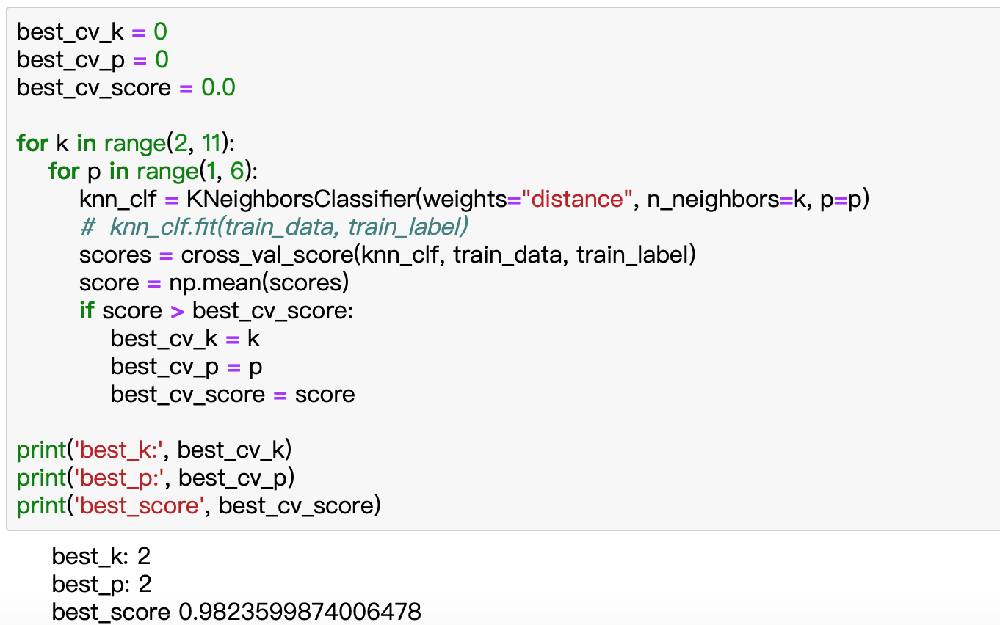 best_cv_k = 0
best_cv_p = 0
best_cv_score = 0.0

for k in range(2, 11):
    for p in range(1, 6):
        knn_clf = KNeighborsClassifier(weights="distance", n_neighbors=k, p=p)
        #  knn_clf.fit(train_data, train_label)
        scores = cross_val_score(knn_clf, train_data, train_label)
        score = np.mean(scores)
        if score > best_cv_score:
            best_cv_k = k
            best_cv_p = p
            best_cv_score = score

print('best_k:', best_cv_k)
print('best_p:', best_cv_p)
print('best_score', best_cv_score)
best_k: 2
best_p: 2
best_score 0.9823599874006478